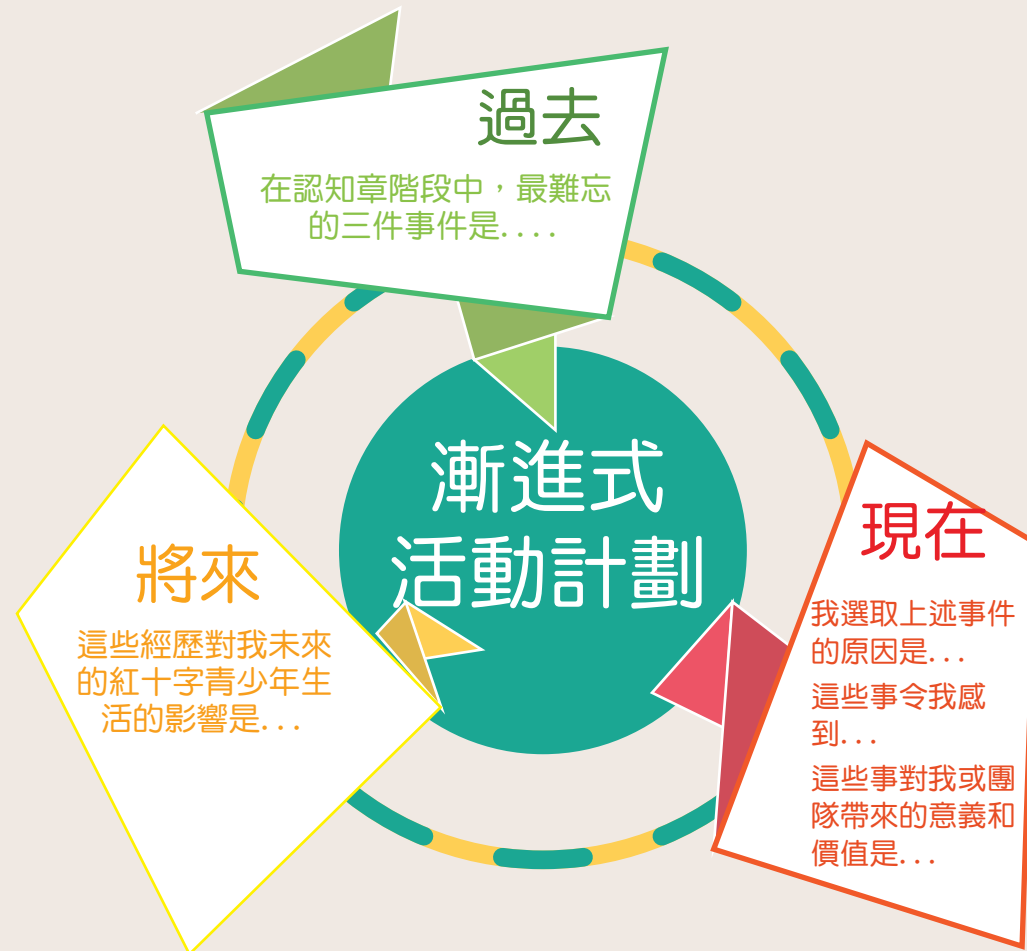 過去
在認知章階段中，最難忘
的三件事件是....
漸進式
活動計劃
現在
我選取上述事件
的原因是...
這些事令我感
到...
這些事對我或團
隊帶來的意義和
價值是...
將來
這些經歷對我未來
的紅十字青少年生
活的影響是...